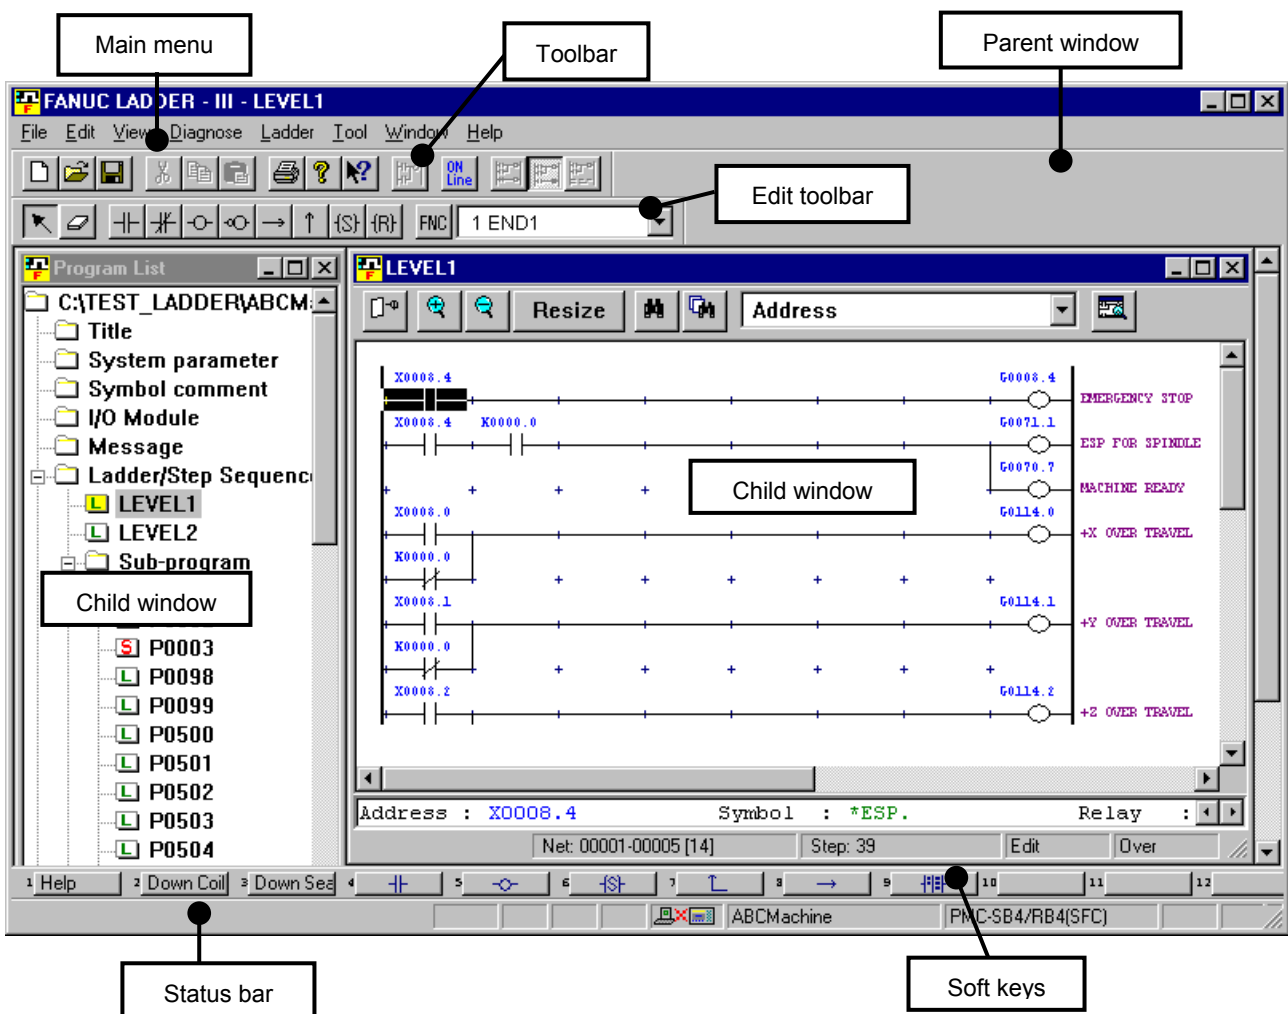 Main menu
Toolbar
Parent window
FANUC LADDER - III - LEVEL1
File Edit View Diagnose Ladder Tool Window Help
ON
Line
Edit toolbar
{S} {R} FNC 1 END1
Program List
LEVEL1
C:\TEST_LADDER\ABCM
Resize Address
Title
System parameter
Symbol comment
I/O Module
Message
Ladder/Step Sequenc
LEVEL1
LEVEL2
Sub-program
Child window
P0003
P0098
P0099
P0500
P0501
P0502
P0503
P0504
X0008.4 G0008.4
EMERGENCY STOP
X0008.4 K0000.0 G0071.1
ESP FOR SPINDLE
G0070.7
Child window
MACHINE READY
X0008.0 G0114.0
+X OVER TRAVEL
K0000.0
X0008.1 G0114.1
+Y OVER TRAVEL
K0000.0
X0008.2 G0114.2
+Z OVER TRAVEL
Address : X0008.4 Symbol : *ESP. Relay :
Net: 00001-00005 [14] Step: 39 Edit Over
1 Help 2 Down Coil 3 Down Sea 4 5 6 {S} 7 8 9 10 11 12
ABCMachine PMC-SB4/RB4(SFC)
Status bar
Soft keys